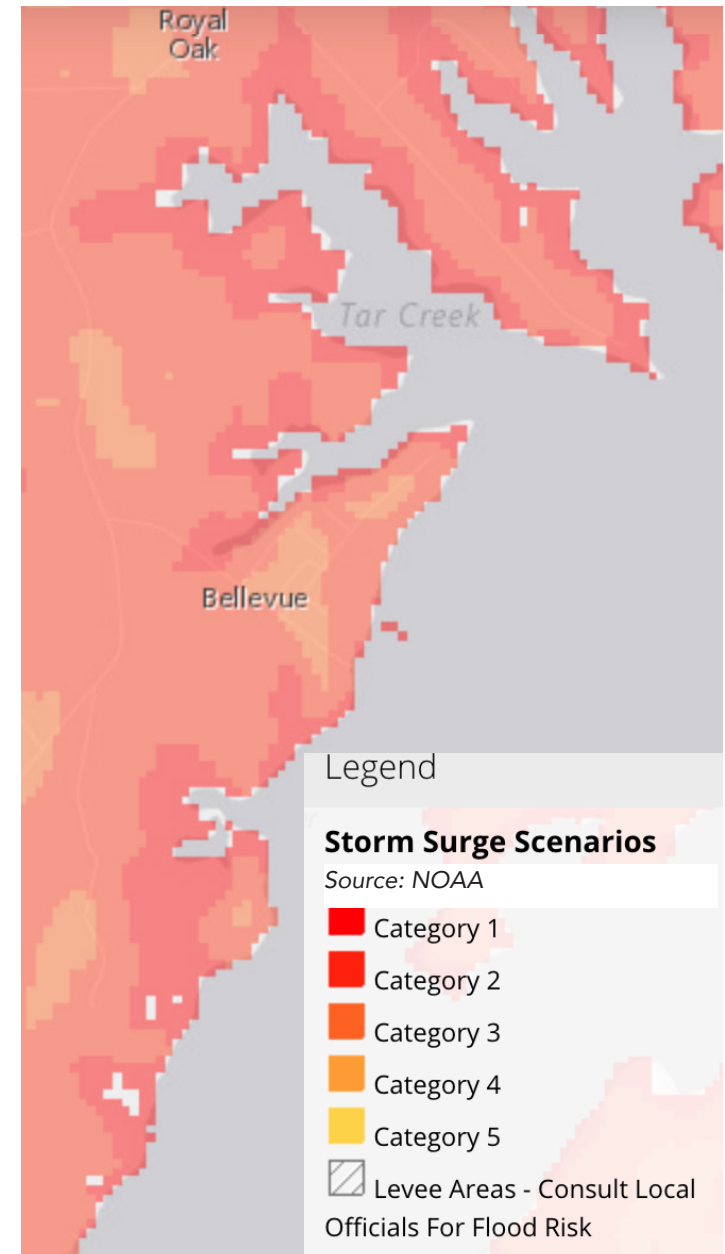 Royal
Oak
Tar Creek
Bellevue
Legend
Storm Surge Scenarios
Source: NOAA
Category 1
Category 2
Category 3
Category 4
Category 5
Levee Areas - Consult Local
Officials For Flood Risk